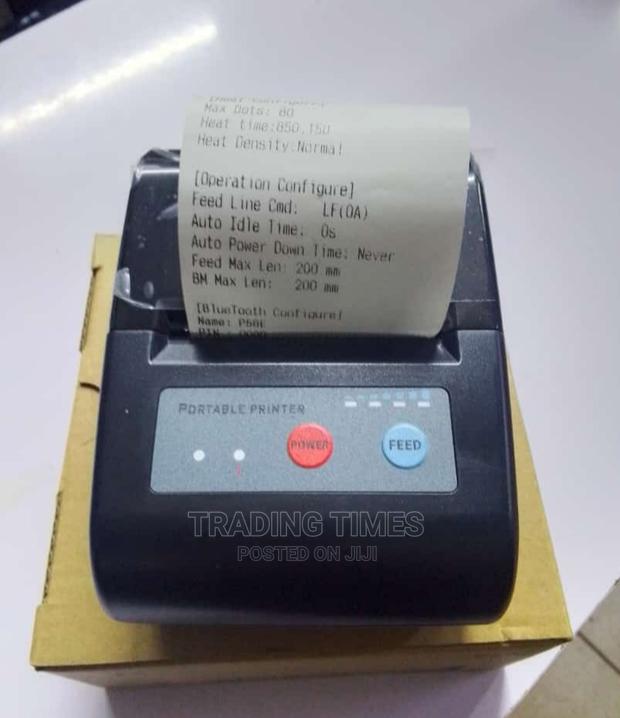 Max Dots: 80
Heat time:850,150
Heat Density:Normal
[Operation Configure]
Feed Line Cmd: LF(0A)
Auto Idle Time: 0s
Auto Power Down Time: Never
Feed Max Len: 200 mm
BM Max Len: 200 mm
[BlueTooth Configure]
Name:
PORTABLE PRINTER
POWER
FEED
TRADING TIMES
POSTED ON JIJI